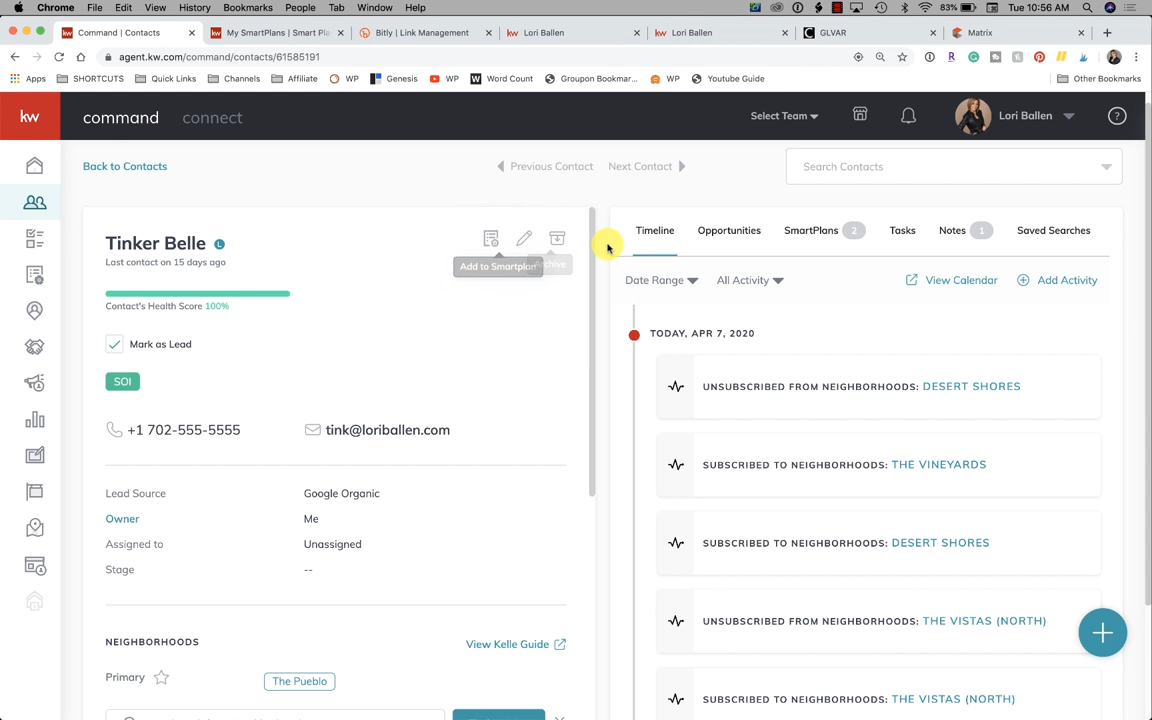 Chrome File Edit View History Bookmarks People Tab Window Help 83% Tue 10:56 AM
Command | Contacts My SmartPlans | Smart Pla Bitly | Link Management Lori Ballen Lori Ballen GLVAR Matrix
agent.kw.com/command/contacts/61585191
Apps SHORTCUTS Quick Links Channels Affiliate WP Genesis WP Word Count Groupon Bookmar... WP Youtube Guide Other Bookmarks
kw command connect Select Team Lori Ballen ?
Back to Contacts Previous Contact Next Contact Search Contacts
Tinker Belle L
Last contact on 15 days ago
Add to Smartplan Archive
Contact's Health Score 100%
Mark as Lead
SOI
+1 702-555-5555 tink@loriballen.com
Lead Source Google Organic
Owner Me
Assigned to Unassigned
Stage --
NEIGHBORHOODS View Kelle Guide
Primary The Pueblo
Timeline Opportunities SmartPlans 2 Tasks Notes 1 Saved Searches
Date Range All Activity View Calendar Add Activity
TODAY, APR 7, 2020
UNSUBSCRIBED FROM NEIGHBORHOODS: DESERT SHORES
SUBSCRIBED TO NEIGHBORHOODS: THE VINEYARDS
SUBSCRIBED TO NEIGHBORHOODS: DESERT SHORES
UNSUBSCRIBED FROM NEIGHBORHOODS: THE VISTAS (NORTH)
SUBSCRIBED TO NEIGHBORHOODS: THE VISTAS (NORTH)